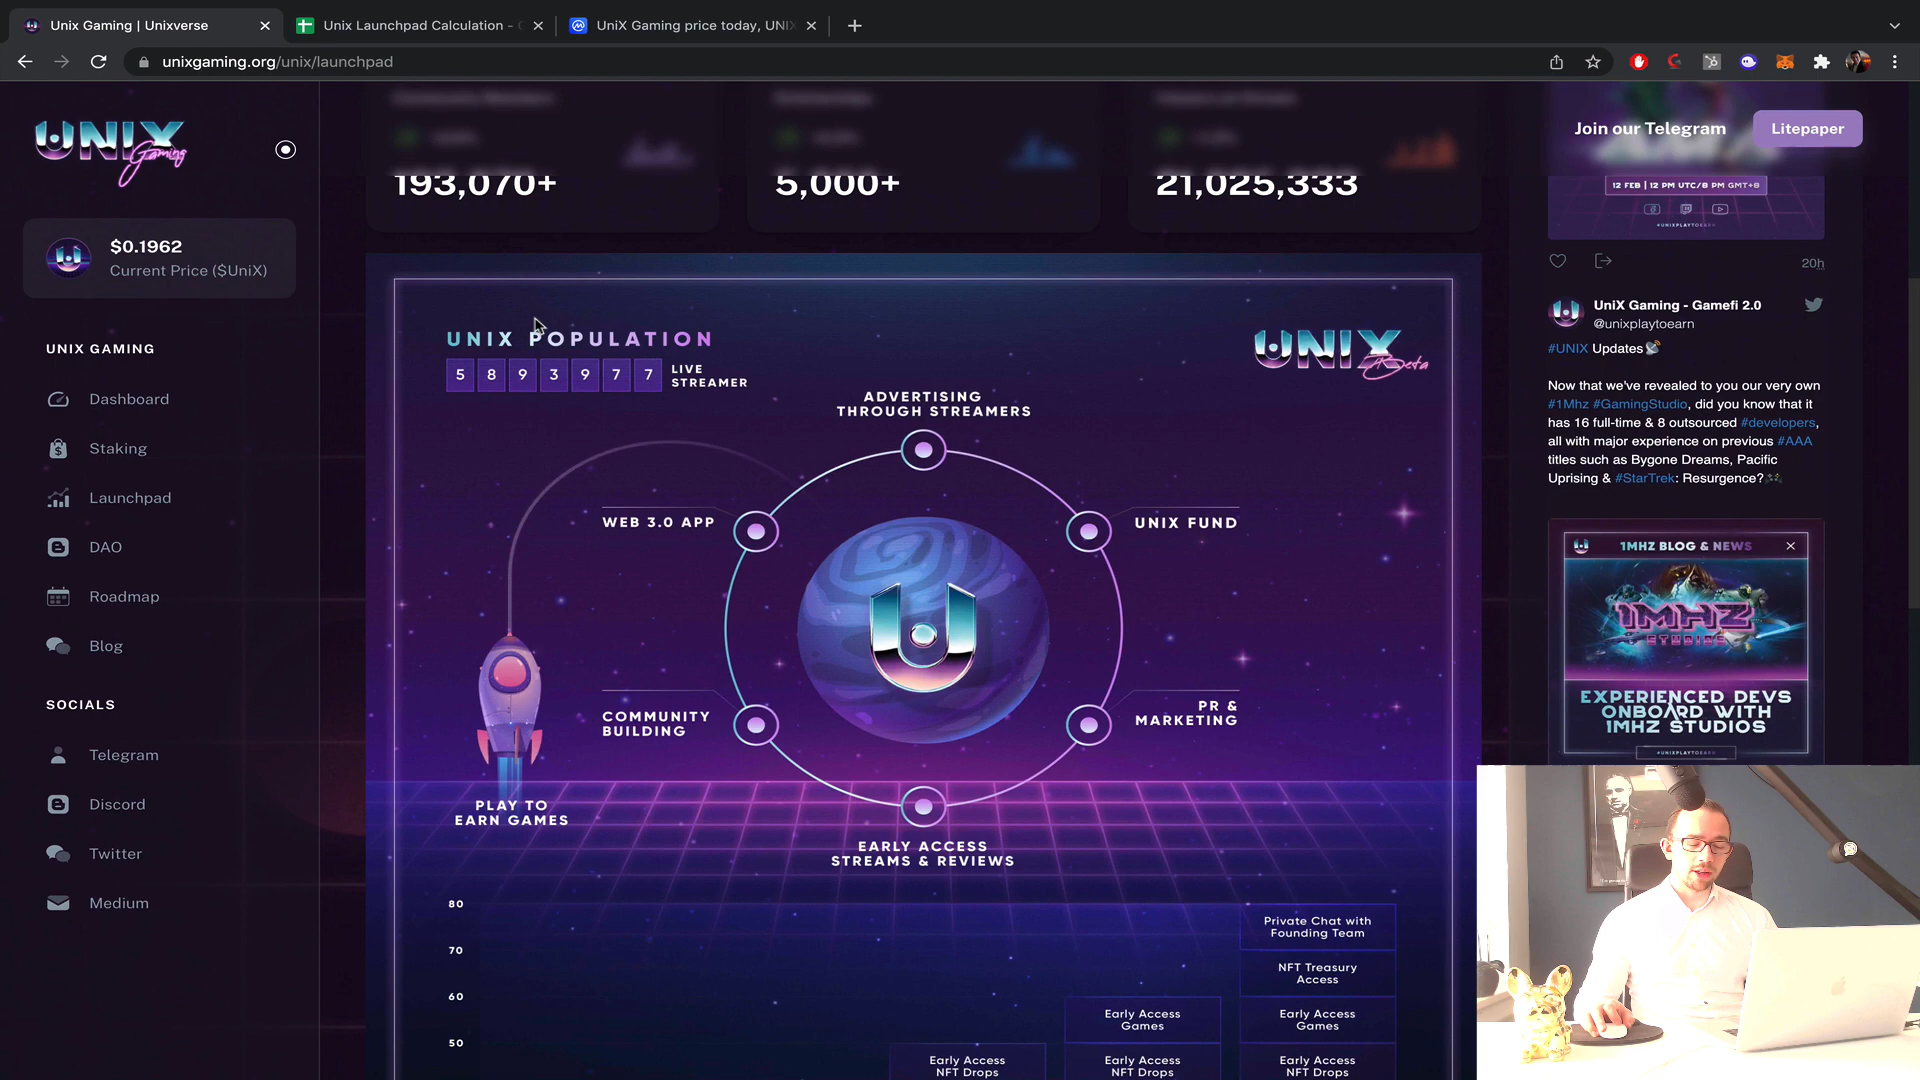 Unix Gaming | Unixverse
Unix Launchpad Calculation -
UniX Gaming price today, UNIX
unixgaming.org/unix/launchpad
UNIX
Gaming
$0.1962
Current Price ($UniX)
UNIX GAMING
Dashboard
Staking
Launchpad
DAO
Roadmap
Blog
SOCIALS
Telegram
Discord
Twitter
Medium
193,070+
5,000+
21,025,333
Join our Telegram
Litepaper
UNIX POPULATION
5 8 9 3 9 7 7
LIVE
STREAMER
UNIX
Beta
ADVERTISING
THROUGH STREAMERS
WEB 3.0 APP
UNIX FUND
COMMUNITY
BUILDING
PR &
MARKETING
PLAY TO
EARN GAMES
EARLY ACCESS
STREAMS & REVIEWS
80
70
60
50
Private Chat with
Founding Team
NFT Treasury
Access
Early Access
Games
Early Access
Games
Early Access
NFT Drops
Early Access
NFT Drops
Early Access
NFT Drops
12 FEB | 12 PM UTC/8 PM GMT+8
#UNIXPLAYTOEARN
20h
UniX Gaming - Gamefi 2.0
@unixplaytoearn
#UNIX Updates
Now that we've revealed to you our very own
#1Mhz #GamingStudio, did you know that it
has 16 full-time & 8 outsourced #developers,
all with major experience on previous #AAA
titles such as Bygone Dreams, Pacific
Uprising & #StarTrek: Resurgence?
1MHZ BLOG & NEWS
1MHZ
STUDIOS
EXPERIENCED DEVS
ONBOARD WITH
1MHZ STUDIOS
#UNIXPLAYTOEARN